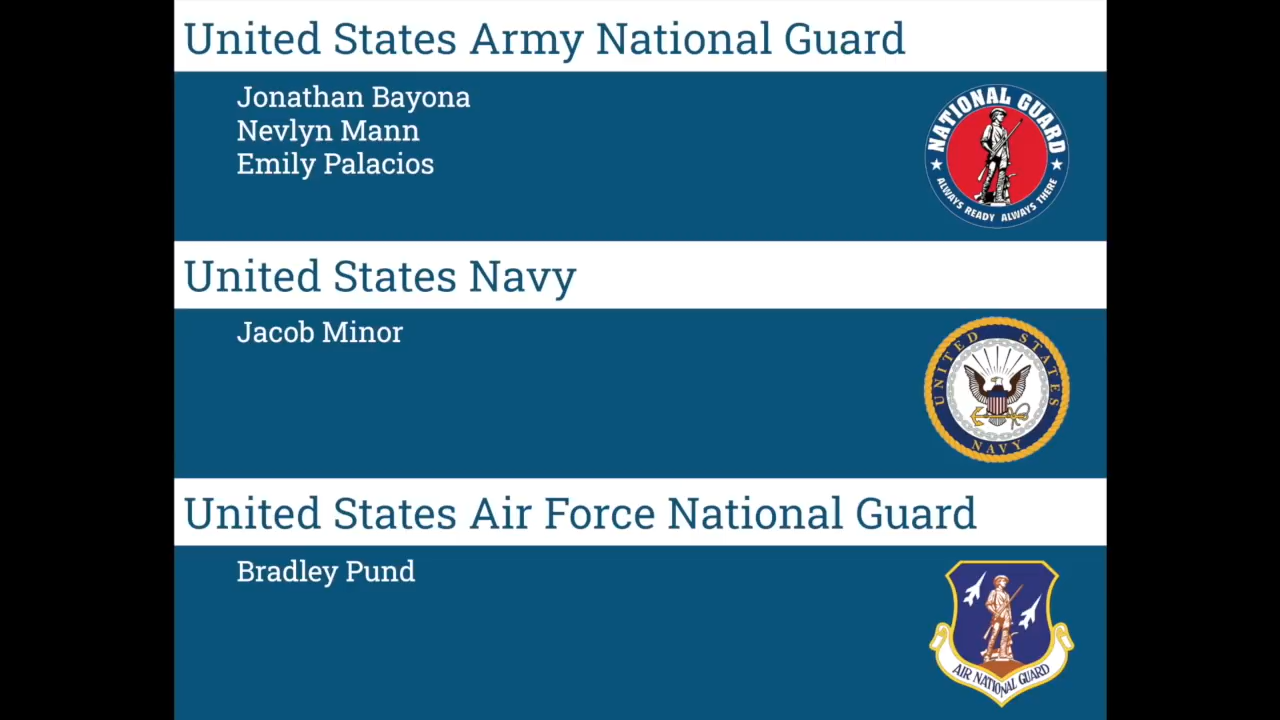 United States Army National Guard
Jonathan Bayona
Nevlyn Mann
Emily Palacios
NATIONAL GUARD
ALWAYS READY ALWAYS THERE
United States Navy
Jacob Minor
UNITED STATES
NAVY
United States Air Force National Guard
Bradley Pund
AIR NATIONAL GUARD